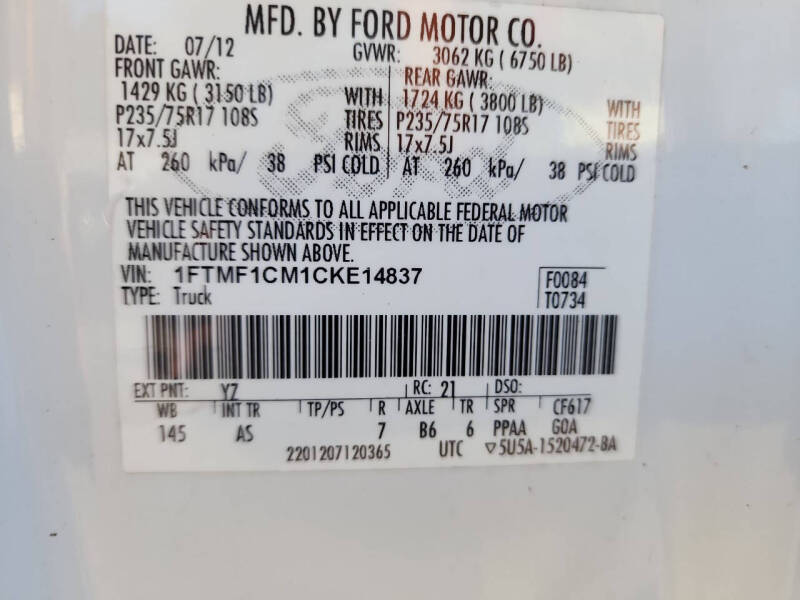 MFD. BY FORD MOTOR CO.
DATE: 07/12 GVWR: 3062 KG ( 6750 LB)
FRONT GAWR: REAR GAWR:
1429 KG ( 3150 LB) WITH 1724 KG ( 3800 LB) WITH
P235/75R17 108S TIRES P235/75R17 108S TIRES
17x7.5J RIMS 17x7.5J RIMS
AT 260 kPa/ 38 PSI COLD AT 260 kPa/ 38 PSI COLD
THIS VEHICLE CONFORMS TO ALL APPLICABLE FEDERAL MOTOR
VEHICLE SAFETY STANDARDS IN EFFECT ON THE DATE OF
MANUFACTURE SHOWN ABOVE.
VIN: 1FTMF1CM1CKE14837 F0084
TYPE: Truck T0734
EXT PNT: YZ RC: 21 DSO:
WB INT TR TP/PS R AXLE TR SPR CF617
145 AS 7 B6 6 PPAA GOA
2201207120365 UTC ▽5U5A-1520472-BA